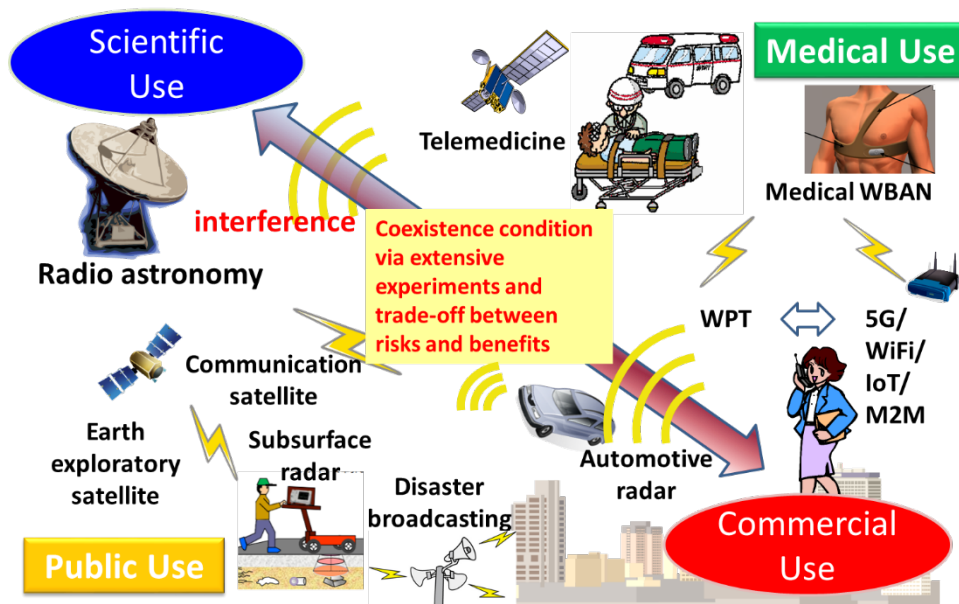 Scientific
Use
Medical Use
Telemedicine
Medical WBAN
interference
Radio astronomy
Coexistence condition
via extensive
experiments and
trade-off between
risks and benefits
WPT
5G/
WiFi/
IoT/
M2M
Communication
satellite
Earth
exploratory
satellite
Subsurface
radar
Automotive
radar
Disaster
broadcasting
Public Use
Commercial
Use